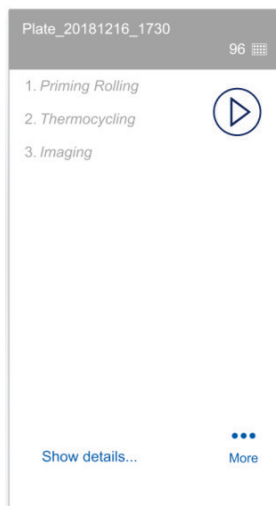 Plate_20181216_1730
96
1. Priming Rolling
2. Thermocycling
3. Imaging
Show details...
More